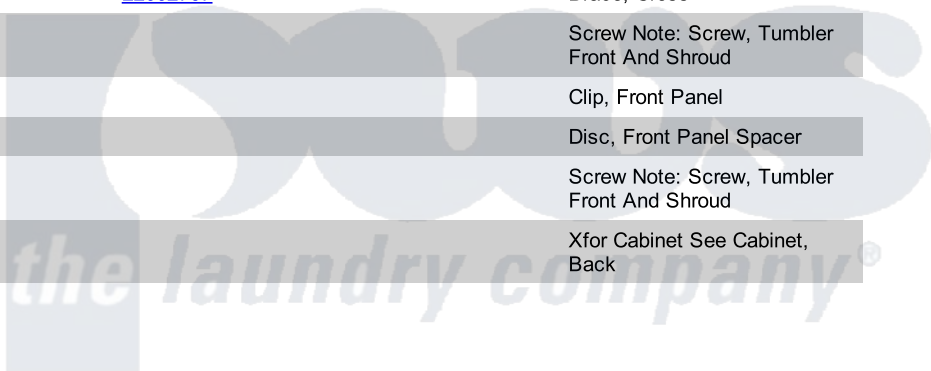 Screw Note: Screw, Tumbler
Front And Shroud
Clip, Front Panel
Disc, Front Panel Spacer
Screw Note: Screw, Tumbler
Front And Shroud
Xfor Cabinet See Cabinet,
Back
the laundry company®